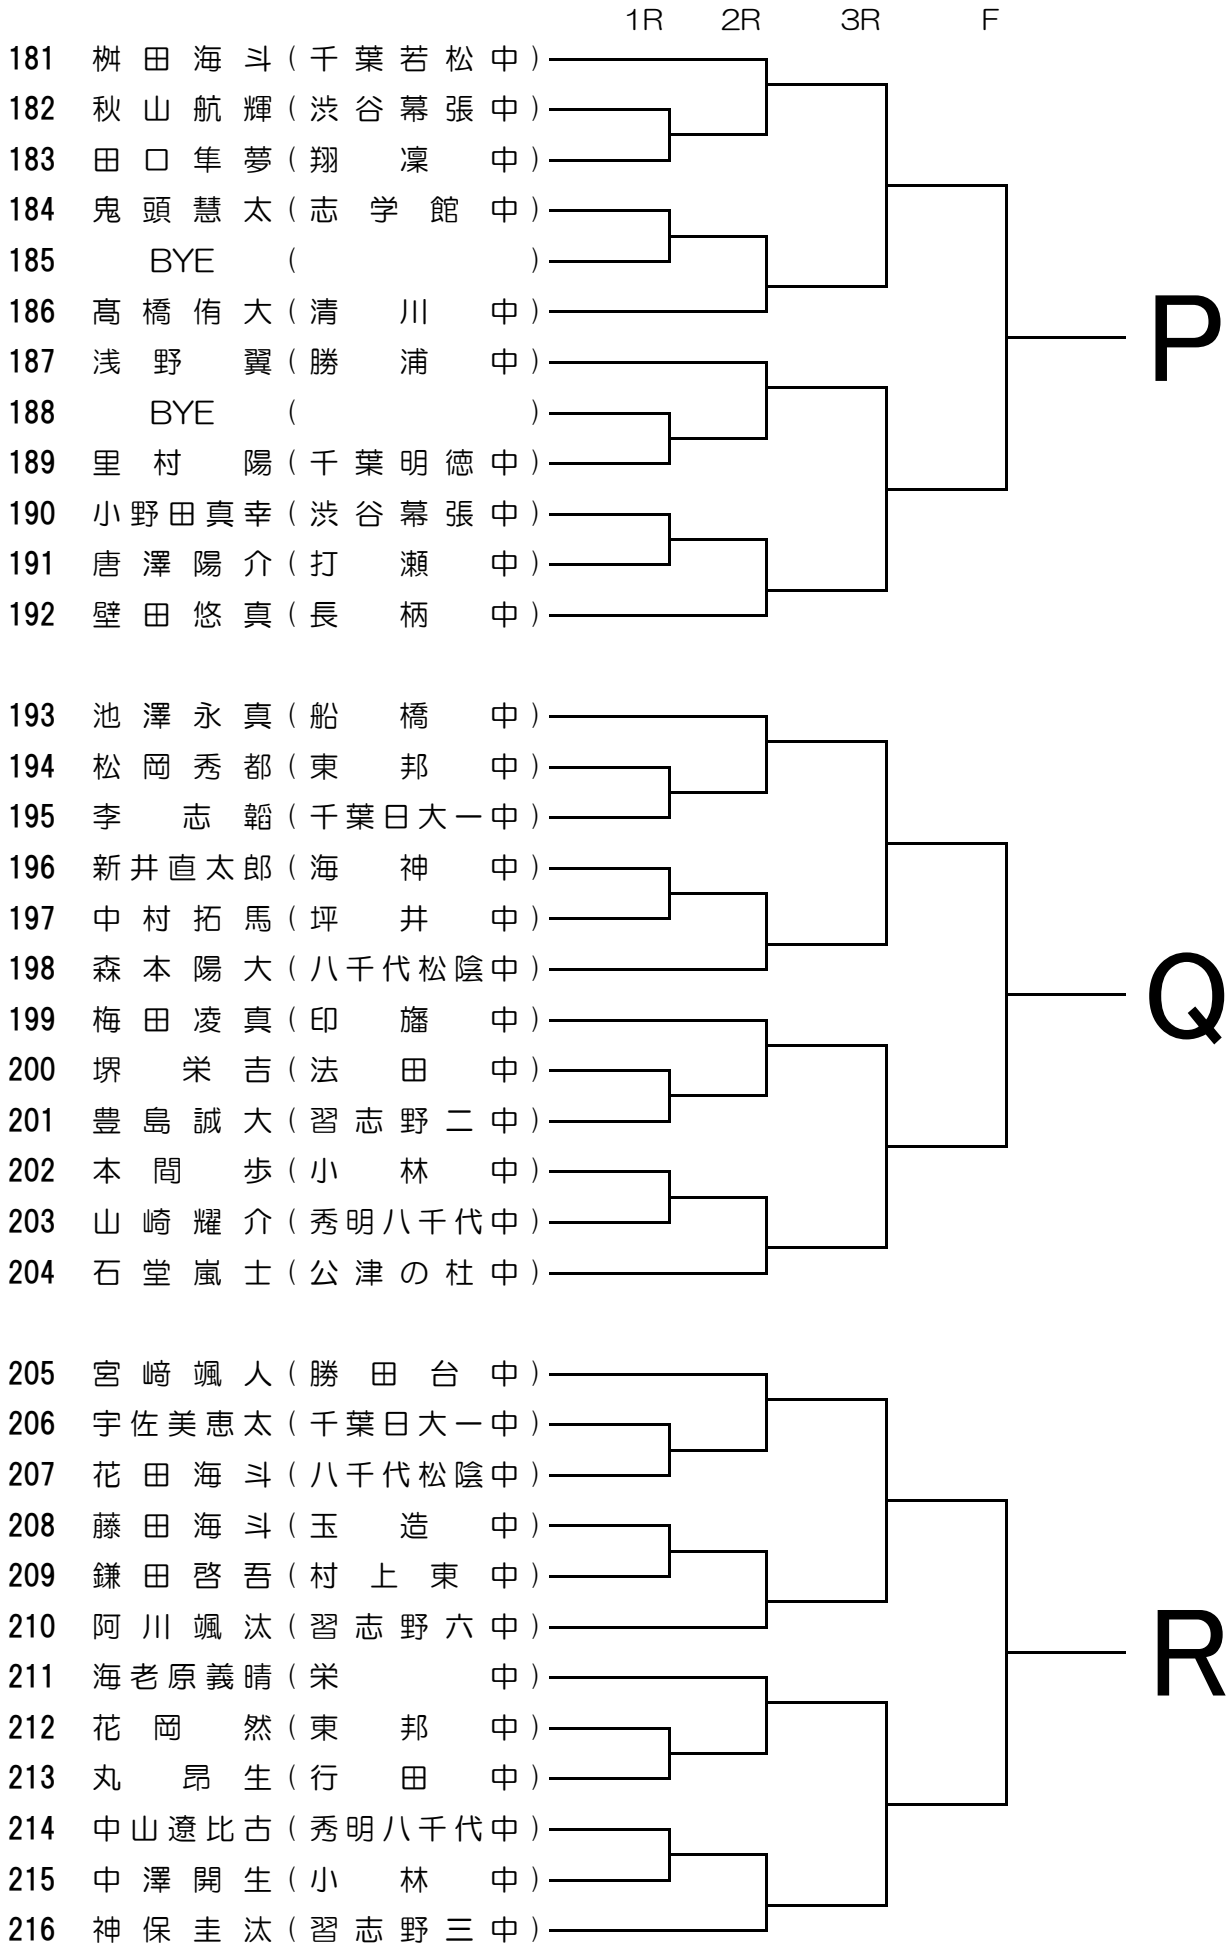 1R 2R 3R F
181 桝田海斗(千葉若松中)
182 秋山航輝(渋谷幕張中)
183 田口隼夢(翔凜中)
184 鬼頭慧太(志学館中)
185 BYE ( )
186 髙橋侑大(清川中)
187 浅野翼(勝浦中)
188 BYE ( )
189 里村陽(千葉明徳中)
190 小野田真幸(渋谷幕張中)
191 唐澤陽介(打瀬中)
192 壁田悠真(長柄中)
P
193 池澤永真(船橋中)
194 松岡秀都(東邦中)
195 李志韜(千葉日大一中)
196 新井直太郎(海神中)
197 中村拓馬(坪井中)
198 森本陽大(八千代松陰中)
199 梅田凌真(印旛中)
200 堺栄吉(法田中)
201 豊島誠大(習志野二中)
202 本間歩(小林中)
203 山崎耀介(秀明八千代中)
204 石堂嵐士(公津の杜中)
Q
205 宮﨑颯人(勝田台中)
206 宇佐美恵太(千葉日大一中)
207 花田海斗(八千代松陰中)
208 藤田海斗(玉造中)
209 鎌田啓吾(村上東中)
210 阿川颯汰(習志野六中)
211 海老原義晴(栄中)
212 花岡然(東邦中)
213 丸昂生(行田中)
214 中山遼比古(秀明八千代中)
215 中澤開生(小林中)
216 神保圭汰(習志野三中)
R